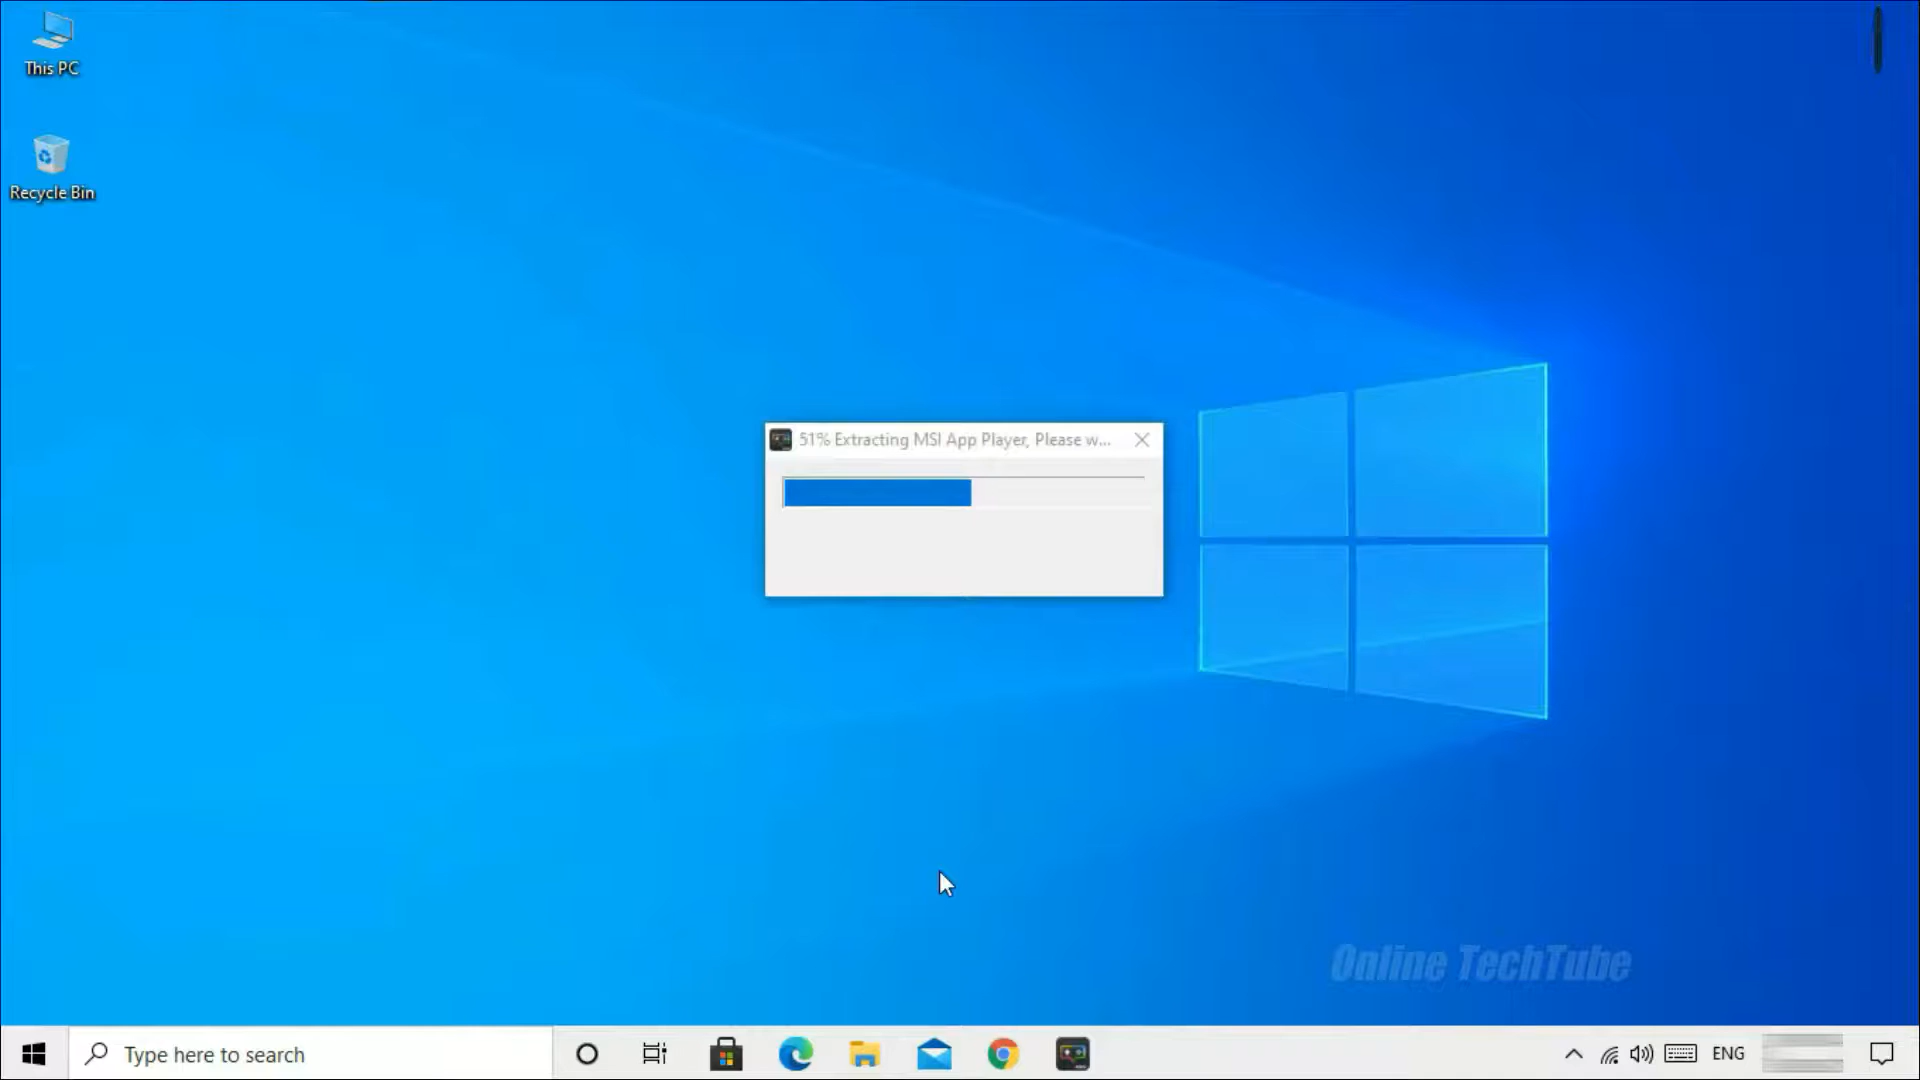 This PC
Recycle Bin
51% Extracting MSI App Player, Please w...
Online TechTube
Type here to search
ENG